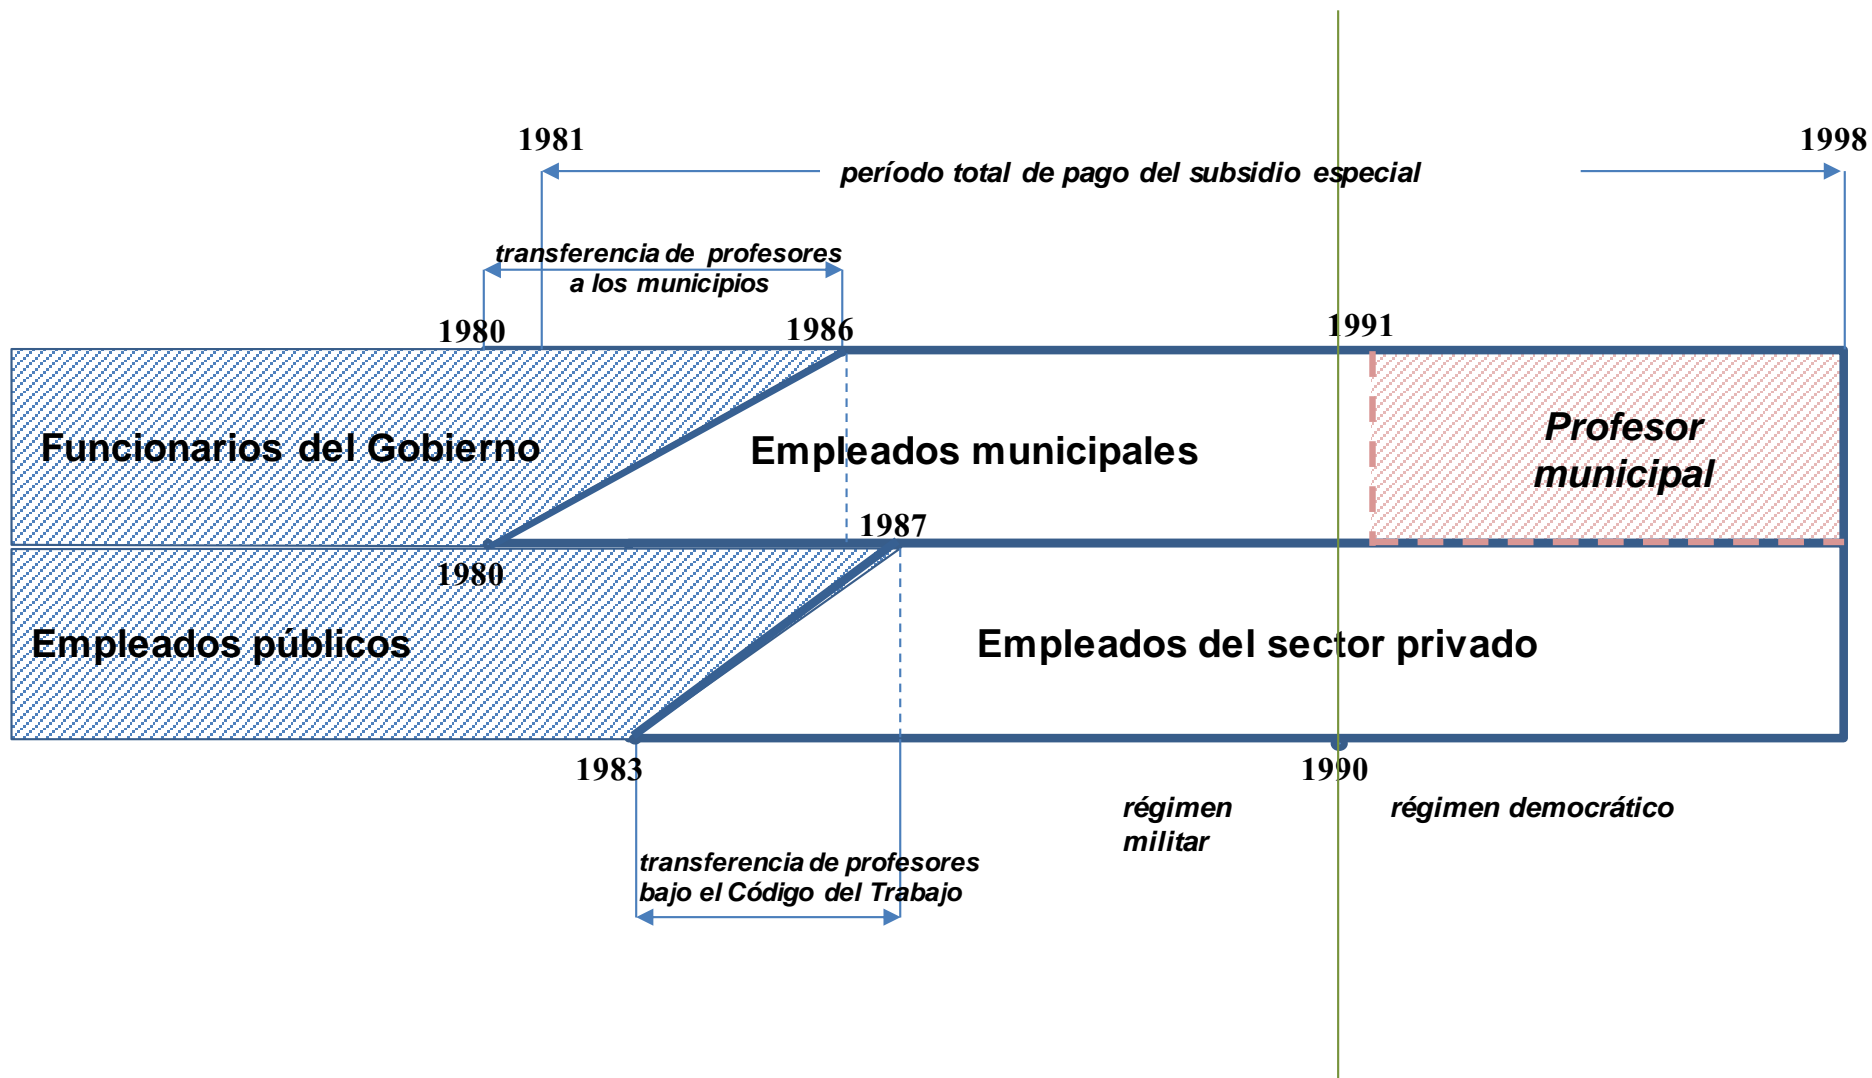 1981
1998
período total de pago del subsidio especial
transferencia de profesores
a los municipios
1980
1986
1991
Funcionarios del Gobierno
Empleados municipales
Profesor
municipal
1987
1980
Empleados públicos
Empleados del sector privado
1983
1990
régimen
militar
régimen democrático
transferencia de profesores
bajo el Código del Trabajo